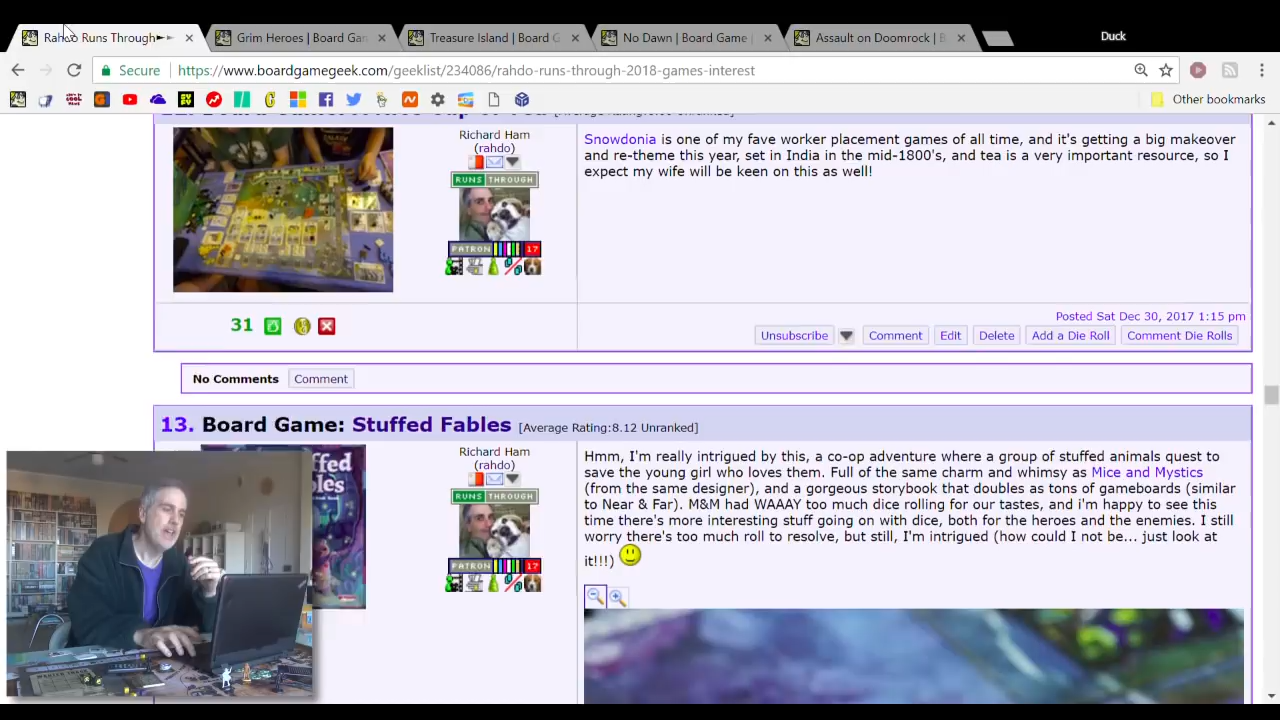 Rahdo Runs Through
Grim Heroes | Board Gam
Treasure Island | Board G
No Dawn | Board Game |
Assault on Doomrock | B
Duck
Secure
https://www.boardgamegeek.com/geeklist/234086/rahdo-runs-through-2018-games-interest
Other bookmarks
Richard Ham
(rahdo)
RUNS THROUGH
PATRON 17
Snowdonia is one of my fave worker placement games of all time, and it's getting a big makeover
and re-theme this year, set in India in the mid-1800's, and tea is a very important resource, so I
expect my wife will be keen on this as well!
31
Posted Sat Dec 30, 2017 1:15 pm
Unsubscribe Comment Edit Delete Add a Die Roll Comment Die Rolls
No Comments Comment
13. Board Game: Stuffed Fables [Average Rating:8.12 Unranked]
Richard Ham
(rahdo)
RUNS THROUGH
PATRON 17
Hmm, I'm really intrigued by this, a co-op adventure where a group of stuffed animals quest to
save the young girl who loves them. Full of the same charm and whimsy as Mice and Mystics
(from the same designer), and a gorgeous storybook that doubles as tons of gameboards (similar
to Near & Far). M&M had WAAAY too much dice rolling for our tastes, and i'm happy to see this
time there's more interesting stuff going on with dice, both for the heroes and the enemies. I still
worry there's too much roll to resolve, but still, I'm intrigued (how could I not be... just look at
it!!!)